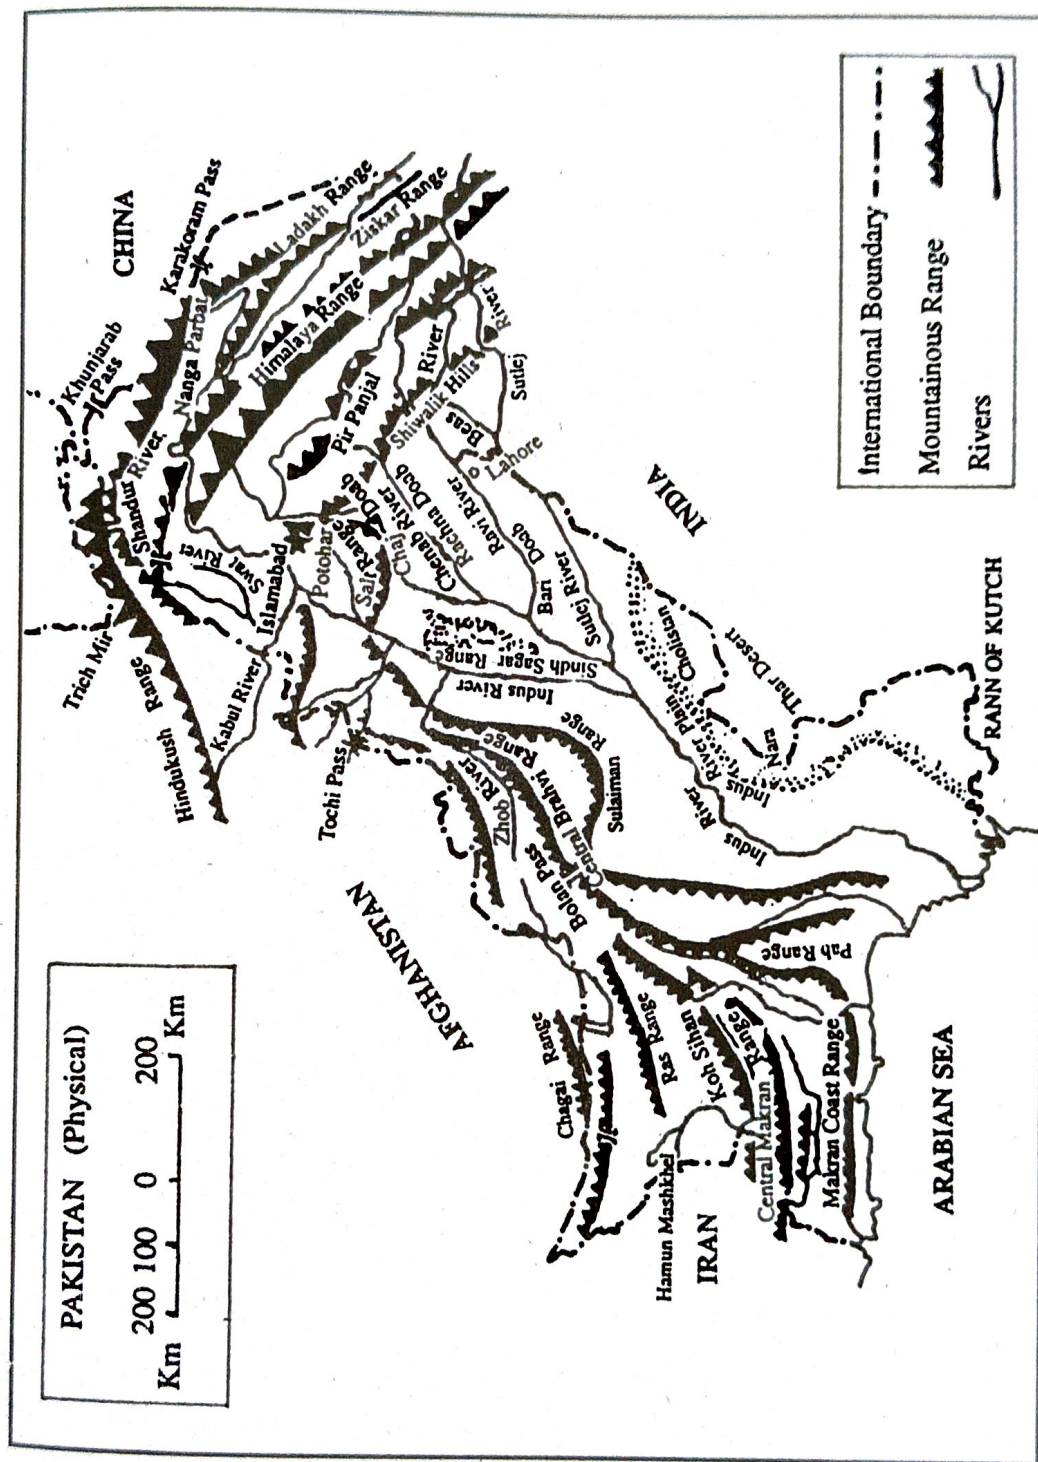 PAKISTAN (Physical)
Km 200 100 0 200 Km
CHINA
Khunjarab
Pass
Karakoram Pass
Trich Mir
Shandur
River
Nanga Parbat
Ladakh Range
Ziskar Range
Himalaya Range
Hindukush Range
Swat River
Kabul River
Islamabad
Potohar
Pir Panjal
River
Shiwalik Hills
River
Salt Range
Chaj Doab
River
Chenab River
Rachna Doab
Ravi River
Beas
Sutlej
Lahore
Bari Doab
Sutlej River
Tochi Pass
Sindh Sagar
Range
Indus River
AFGHANISTAN
INDIA
Zhob River
Central Brahvi Range
Sulaiman Range
Bolan Pass
Cholistan
Thar Desert
Nara
Indus River Plain
Indus River
RANN OF KUTCH
Chagai Range
Ras Range
Koh Sihan
Range
Pab Range
Hamun Mashkhel
IRAN
Central Makran
Makran Coast Range
ARABIAN SEA
International Boundary
Mountainous Range
Rivers